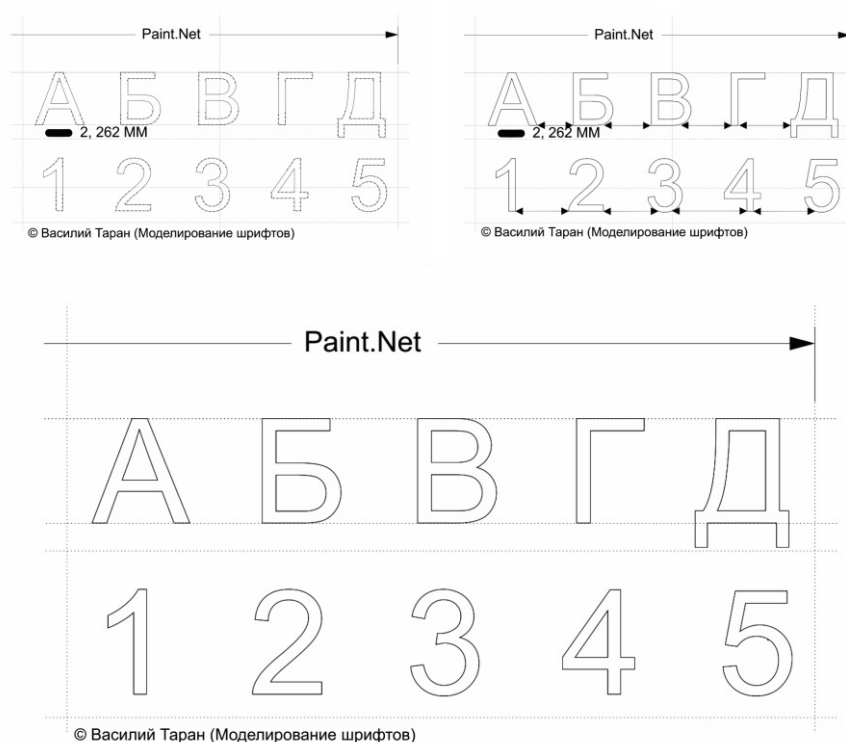 Paint.Net
А Б В Г Д
2, 262 ММ
1 2 3 4 5
© Василий Таран (Моделирование шрифтов)
Paint.Net
А Б В Г Д
2, 262 ММ
1 2 3 4 5
© Василий Таран (Моделирование шрифтов)
Paint.Net
А Б В Г Д
1 2 3 4 5
© Василий Таран (Моделирование шрифтов)